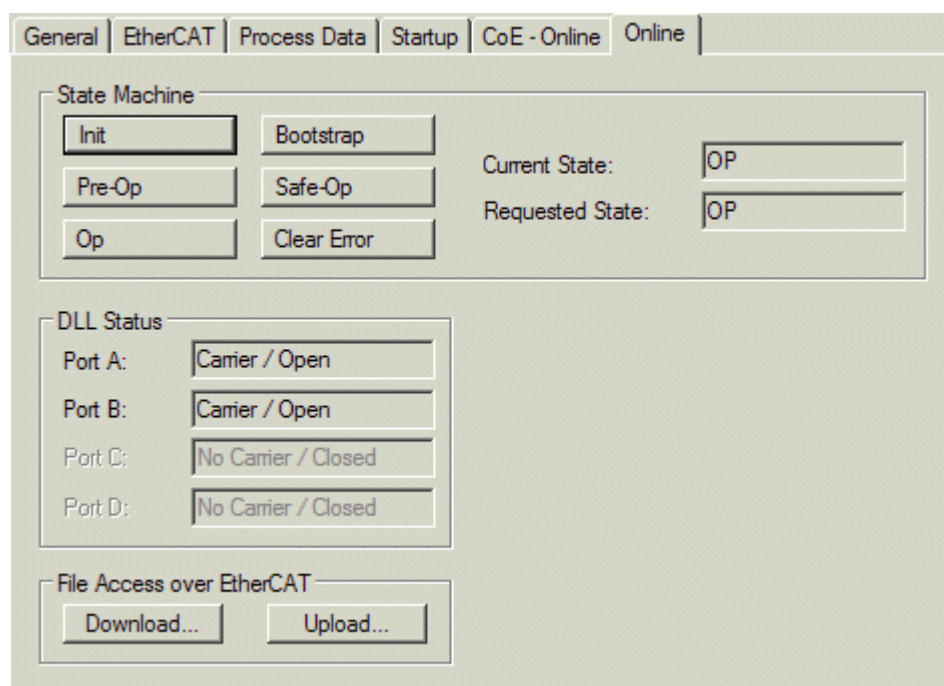 General EtherCAT Process Data Startup CoE - Online Online
State Machine
Init Bootstrap
Current State: OP
Pre-Op Safe-Op
Requested State: OP
Op Clear Error
DLL Status
Port A: Carrier / Open
Port B: Carrier / Open
Port C: No Carrier / Closed
Port D: No Carrier / Closed
File Access over EtherCAT
Download... Upload...